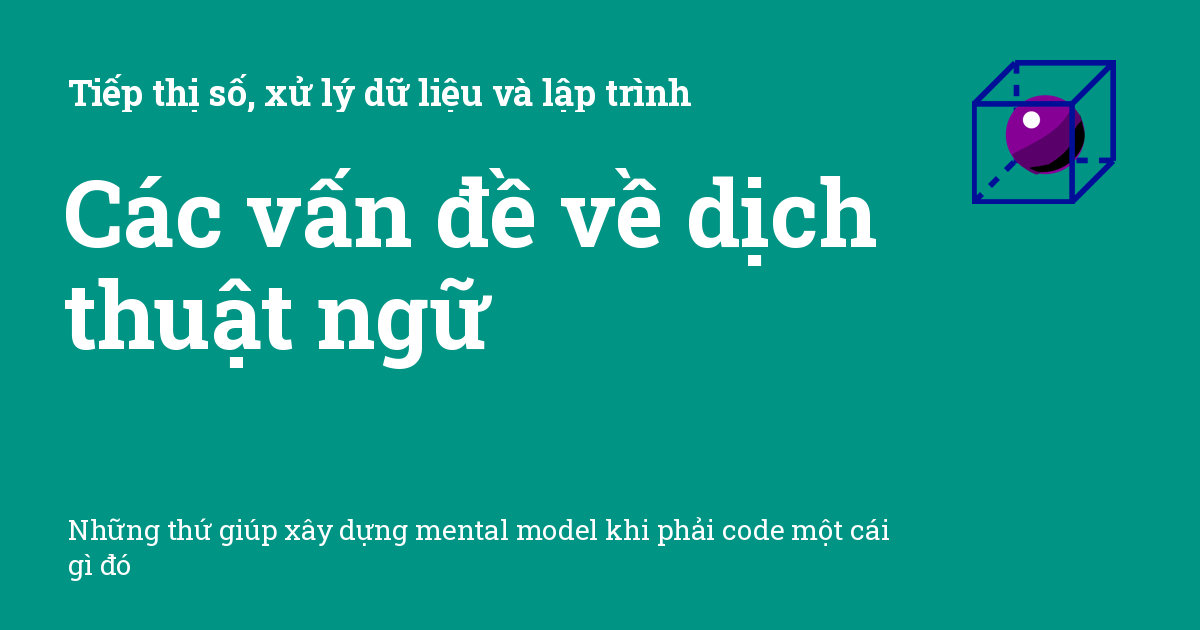 Tiếp thị số, xử lý dữ liệu và lập trình
Các vấn đề về dịch
thuật ngữ
Những thứ giúp xây dựng mental model khi phải code một cái
gì đó